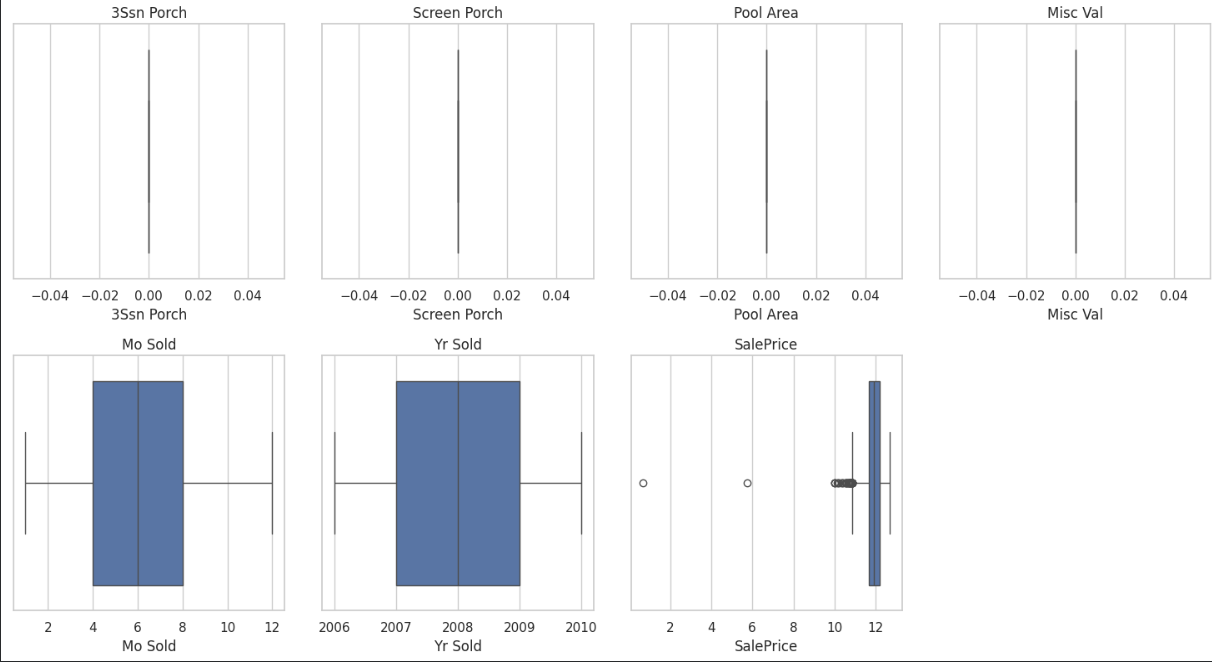 3Ssn Porch Screen Porch Pool Area Misc Val
−0.04 −0.02 0.00 0.02 0.04 −0.04 −0.02 0.00 0.02 0.04 −0.04 −0.02 0.00 0.02 0.04 −0.04 −0.02 0.00 0.02 0.04
3Ssn Porch Screen Porch Pool Area Misc Val
Mo Sold Yr Sold SalePrice
2 4 6 8 10 12 2006 2007 2008 2009 2010 2 4 6 8 10 12
Mo Sold Yr Sold SalePrice